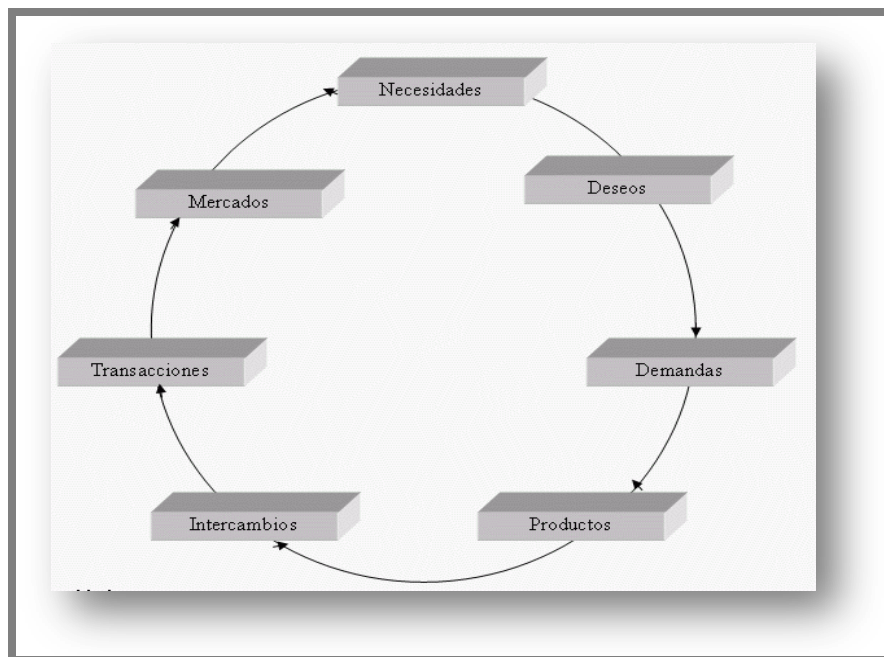 Necesidades
Deseos
Demandas
Productos
Intercambios
Transacciones
Mercados